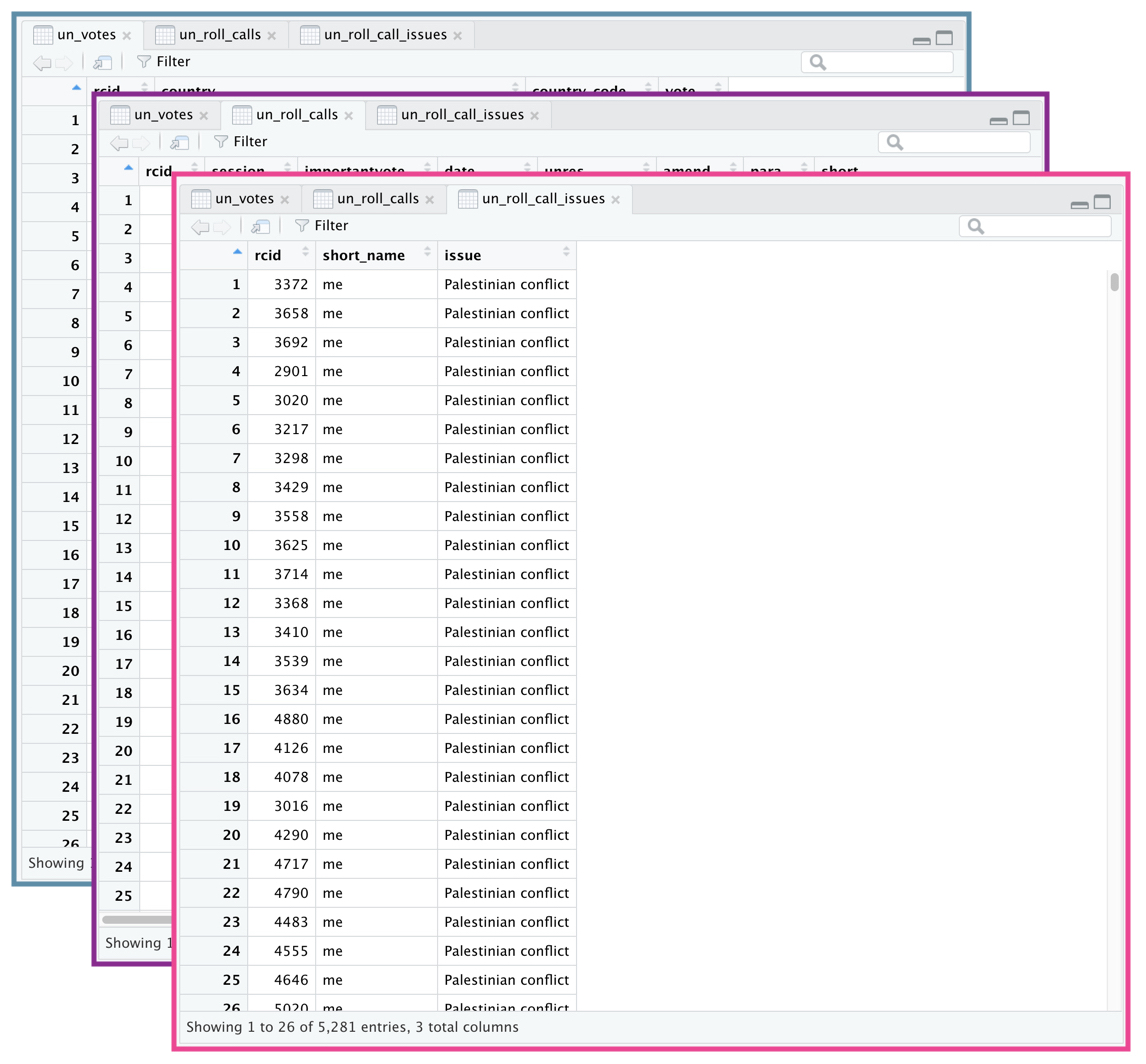 un_votes un_roll_calls un_roll_call_issues
Filter
rcid country country_code vote
1
2
3
4
5
6
7
8
9
10
11
12
13
14
15
16
17
18
19
20
21
22
23
24
25
26
Showing
un_votes un_roll_calls un_roll_call_issues
Filter
rcid session importantvote date unres amend para short
1
2
3
4
5
6
7
8
9
10
11
12
13
14
15
16
17
18
19
20
21
22
23
24
25
Showing 1
un_votes un_roll_calls un_roll_call_issues
Filter
rcid short_name issue
1 3372 me Palestinian conflict
2 3658 me Palestinian conflict
3 3692 me Palestinian conflict
4 2901 me Palestinian conflict
5 3020 me Palestinian conflict
6 3217 me Palestinian conflict
7 3298 me Palestinian conflict
8 3429 me Palestinian conflict
9 3558 me Palestinian conflict
10 3625 me Palestinian conflict
11 3714 me Palestinian conflict
12 3368 me Palestinian conflict
13 3410 me Palestinian conflict
14 3539 me Palestinian conflict
15 3634 me Palestinian conflict
16 4880 me Palestinian conflict
17 4126 me Palestinian conflict
18 4078 me Palestinian conflict
19 3016 me Palestinian conflict
20 4290 me Palestinian conflict
21 4717 me Palestinian conflict
22 4790 me Palestinian conflict
23 4483 me Palestinian conflict
24 4555 me Palestinian conflict
25 4646 me Palestinian conflict
26 5020 me Palestinian conflict
Showing 1 to 26 of 5,281 entries, 3 total columns